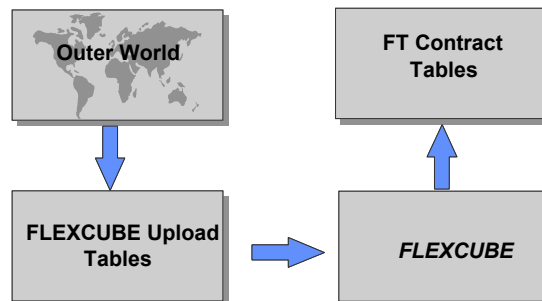 Outer World
FT Contract
Tables
FLEXCUBE Upload
Tables
FLEXCUBE